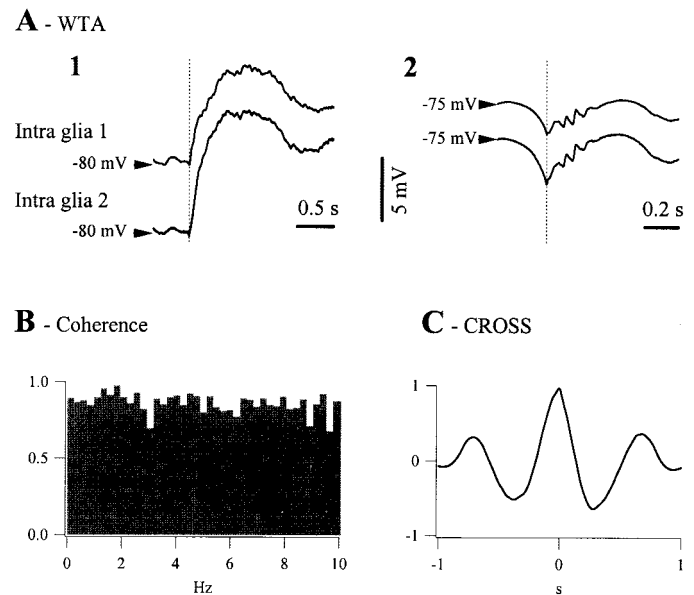 A - WTA
1
2
Intra glia 1
-80 mV
Intra glia 2
-80 mV
0.5 s
-75 mV
-75 mV
5 mV
0.2 s
B - Coherence
1.0
0.5
0.0
0 2 4 6 8 10
Hz
C - CROSS
1
0
-1
-1 0 1
s